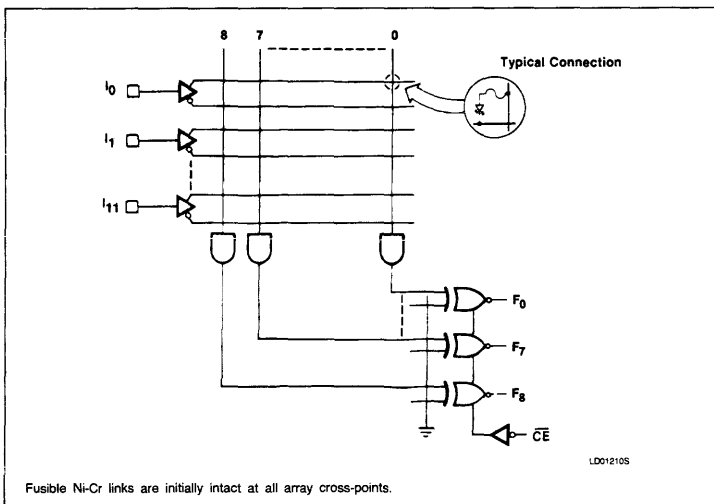 8 7 0
Typical Connection
I0
I1
I11
F0
F7
F8
CE
LD01210S
Fusible Ni-Cr links are initially intact at all array cross-points.